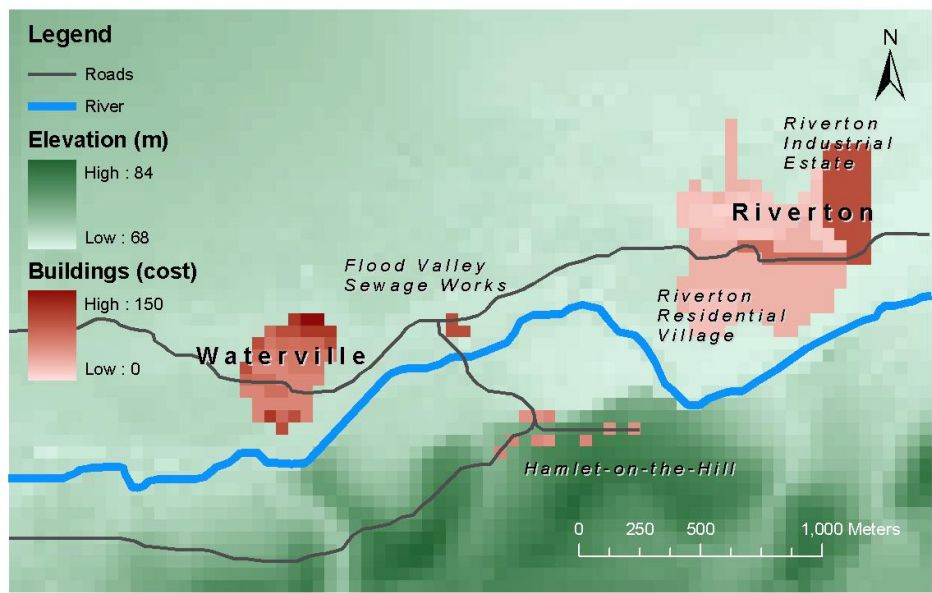 Legend
Roads
River
Elevation (m)
High : 84
Low : 68
Buildings (cost)
High : 150
Low : 0
N
Riverton
Industrial
Estate
Riverton
Flood Valley
Sewage Works
Riverton
Residential
Village
Waterville
Hamlet-on-the-Hill
0 250 500 1,000 Meters